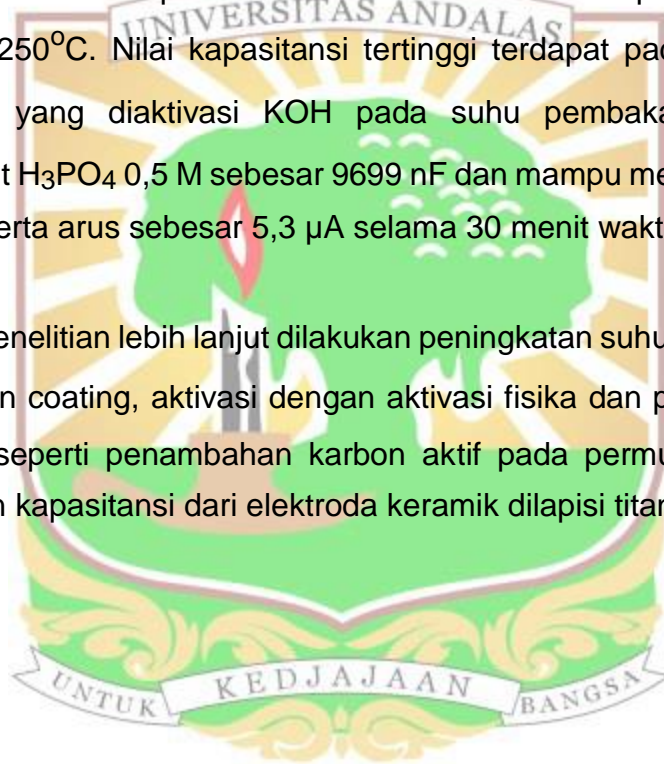 UNIVERSITAS ANDALAS
250°C. Nilai kapasitansi tertinggi terdapat pad
yang diaktivasi KOH pada suhu pembaka
t H₃PO₄ 0,5 M sebesar 9699 nF dan mampu me
erta arus sebesar 5,3 µA selama 30 menit wakt
enelitian lebih lanjut dilakukan peningkatan suhu
n coating, aktivasi dengan aktivasi fisika dan p
seperti penambahan karbon aktif pada permu
n kapasitansi dari elektroda keramik dilapisi titan
UNTUK KEDJAJAAN BANGSA